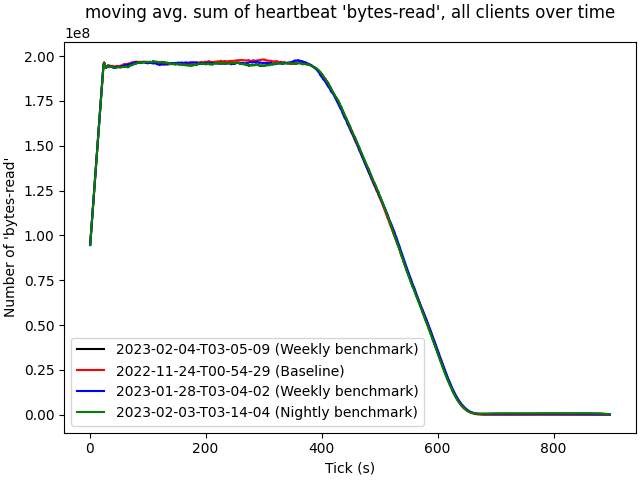 moving avg. sum of heartbeat 'bytes-read', all clients over time
1e8
2.00
1.75
1.50
1.25
1.00
0.75
0.50
0.25
0.00
Number of 'bytes-read'
2023-02-04-T03-05-09 (Weekly benchmark)
2022-11-24-T00-54-29 (Baseline)
2023-01-28-T03-04-02 (Weekly benchmark)
2023-02-03-T03-14-04 (Nightly benchmark)
0 200 400 600 800
Tick (s)